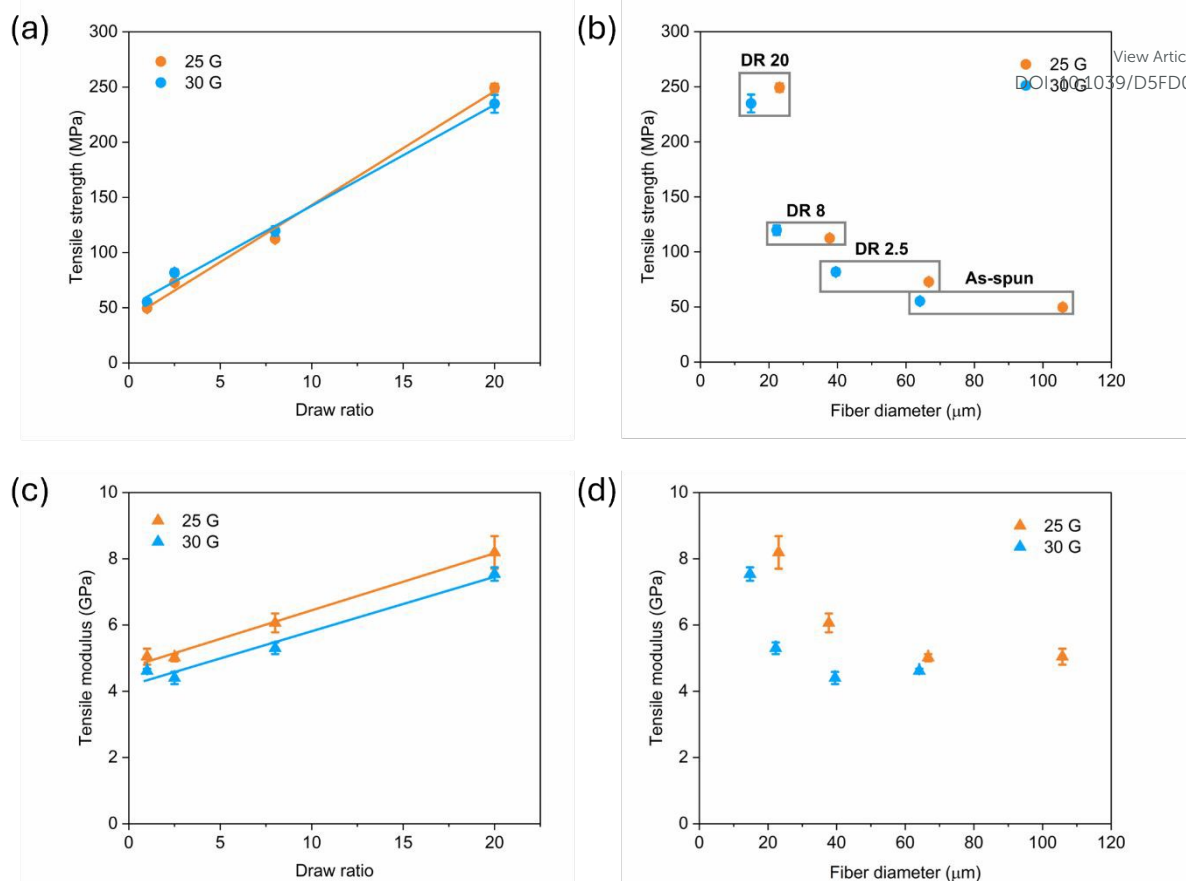 (a)
300
250
200
150
100
50
0
Tensile strength (MPa)
25 G
30 G
0 5 10 15 20
Draw ratio
(b)
300
250
200
150
100
50
0
Tensile strength (MPa)
DR 20
DR 8
DR 2.5
As-spun
25 G
30 G
View Artic
0 20 40 60 80 100 120
Fiber diameter (μm)
(c)
10
8
6
4
2
0
Tensile modulus (GPa)
25 G
30 G
0 5 10 15 20
Draw ratio
(d)
10
8
6
4
2
0
Tensile modulus (GPa)
25 G
30 G
0 20 40 60 80 100 120
Fiber diameter (μm)